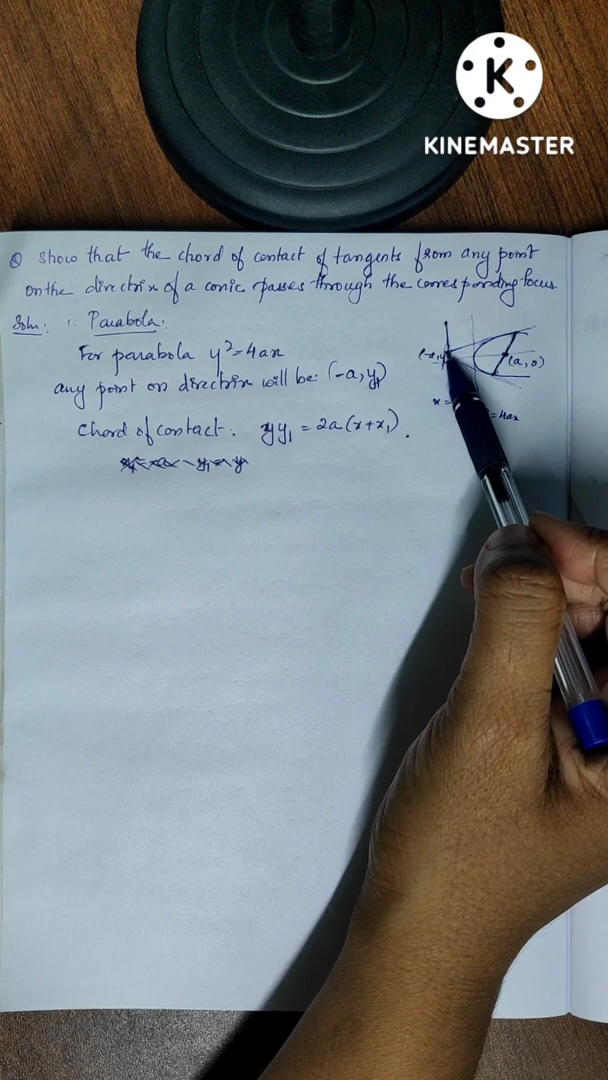 K
KINEMASTER
Q Show that the chord of contact of tangents from any point
on the directrix of a conic passes through the corresponding focus.
Soln: 1. Parabola:
For parabola y²=4ax
any point on directrix will be: (-a, y₁)
Chord of contact: yy₁ = 2a(x+x₁).
(-a, y
(a, 0)
x=
=4ax